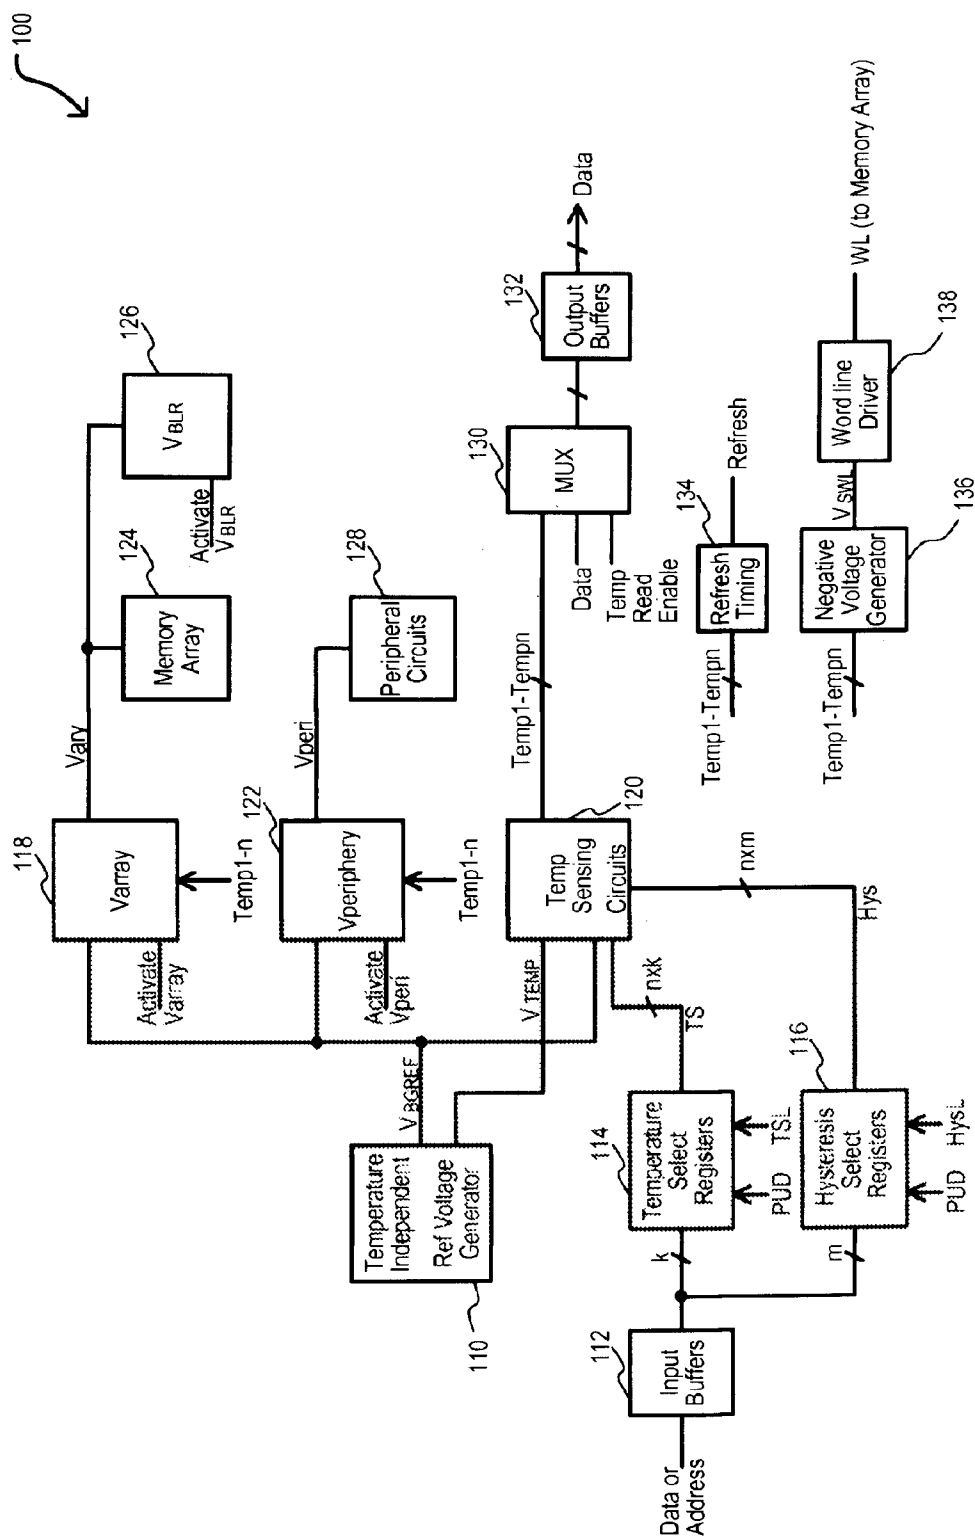 100
118
Varray
Activate
Varray
Temp1-n
Vary
Memory
Array
124
VBLR
126
Activate
VBLR
122
Vperiphery
Activate
Vperi
Temp1-n
Vperi
Peripheral
Circuits
128
Temperature
Independent
Ref Voltage
Generator
110
VBGREF
VTEMP
Temp
Sensing
Circuits
120
Temp1-Tempn
MUX
130
Data
Temp
Read
Enable
Output
Buffers
132
Data
Data or
Address
Input
Buffers
112
k
m
Temperature
Select
Registers
114
PUD
TSL
TS
nxk
Hysteresis
Select
Registers
116
PUD
HysL
Hys
nxm
Temp1-Tempn
Refresh
Timing
134
Refresh
Temp1-Tempn
Negative
Voltage
Generator
136
VSWL
Word line
Driver
138
WL (to Memory Array)